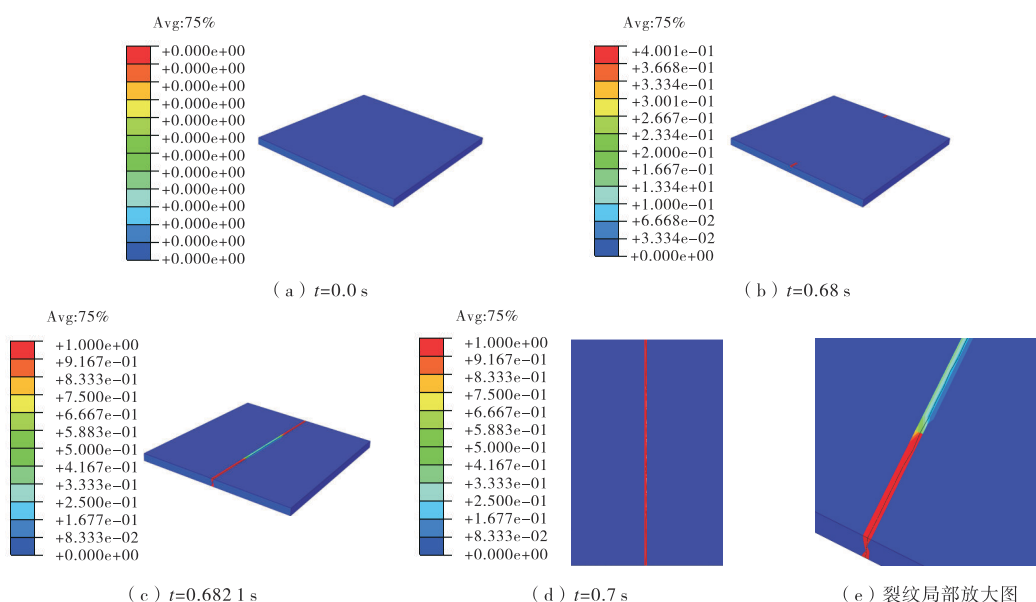 Avg:75%
+0.000e+00
+0.000e+00
+0.000e+00
+0.000e+00
+0.000e+00
+0.000e+00
+0.000e+00
+0.000e+00
+0.000e+00
+0.000e+00
+0.000e+00
+0.000e+00
+0.000e+00
(a) t=0.0 s
Avg:75%
+4.001e-01
+3.668e-01
+3.334e-01
+3.001e-01
+2.667e-01
+2.334e-01
+2.000e-01
+1.667e-01
+1.334e+01
+1.000e-01
+6.668e-02
+3.334e-02
+0.000e+00
(b) t=0.68 s
Avg:75%
+1.000e+00
+9.167e-01
+8.333e-01
+7.500e-01
+6.667e-01
+5.883e-01
+5.000e-01
+4.167e-01
+3.333e-01
+2.500e-01
+1.677e-01
+8.333e-02
+0.000e+00
(c) t=0.682 1 s
Avg:75%
+1.000e+00
+9.167e-01
+8.333e-01
+7.500e-01
+6.667e-01
+5.883e-01
+5.000e-01
+4.167e-01
+3.333e-01
+2.500e-01
+1.677e-01
+8.333e-02
+0.000e+00
(d) t=0.7 s
(e) 裂纹局部放大图